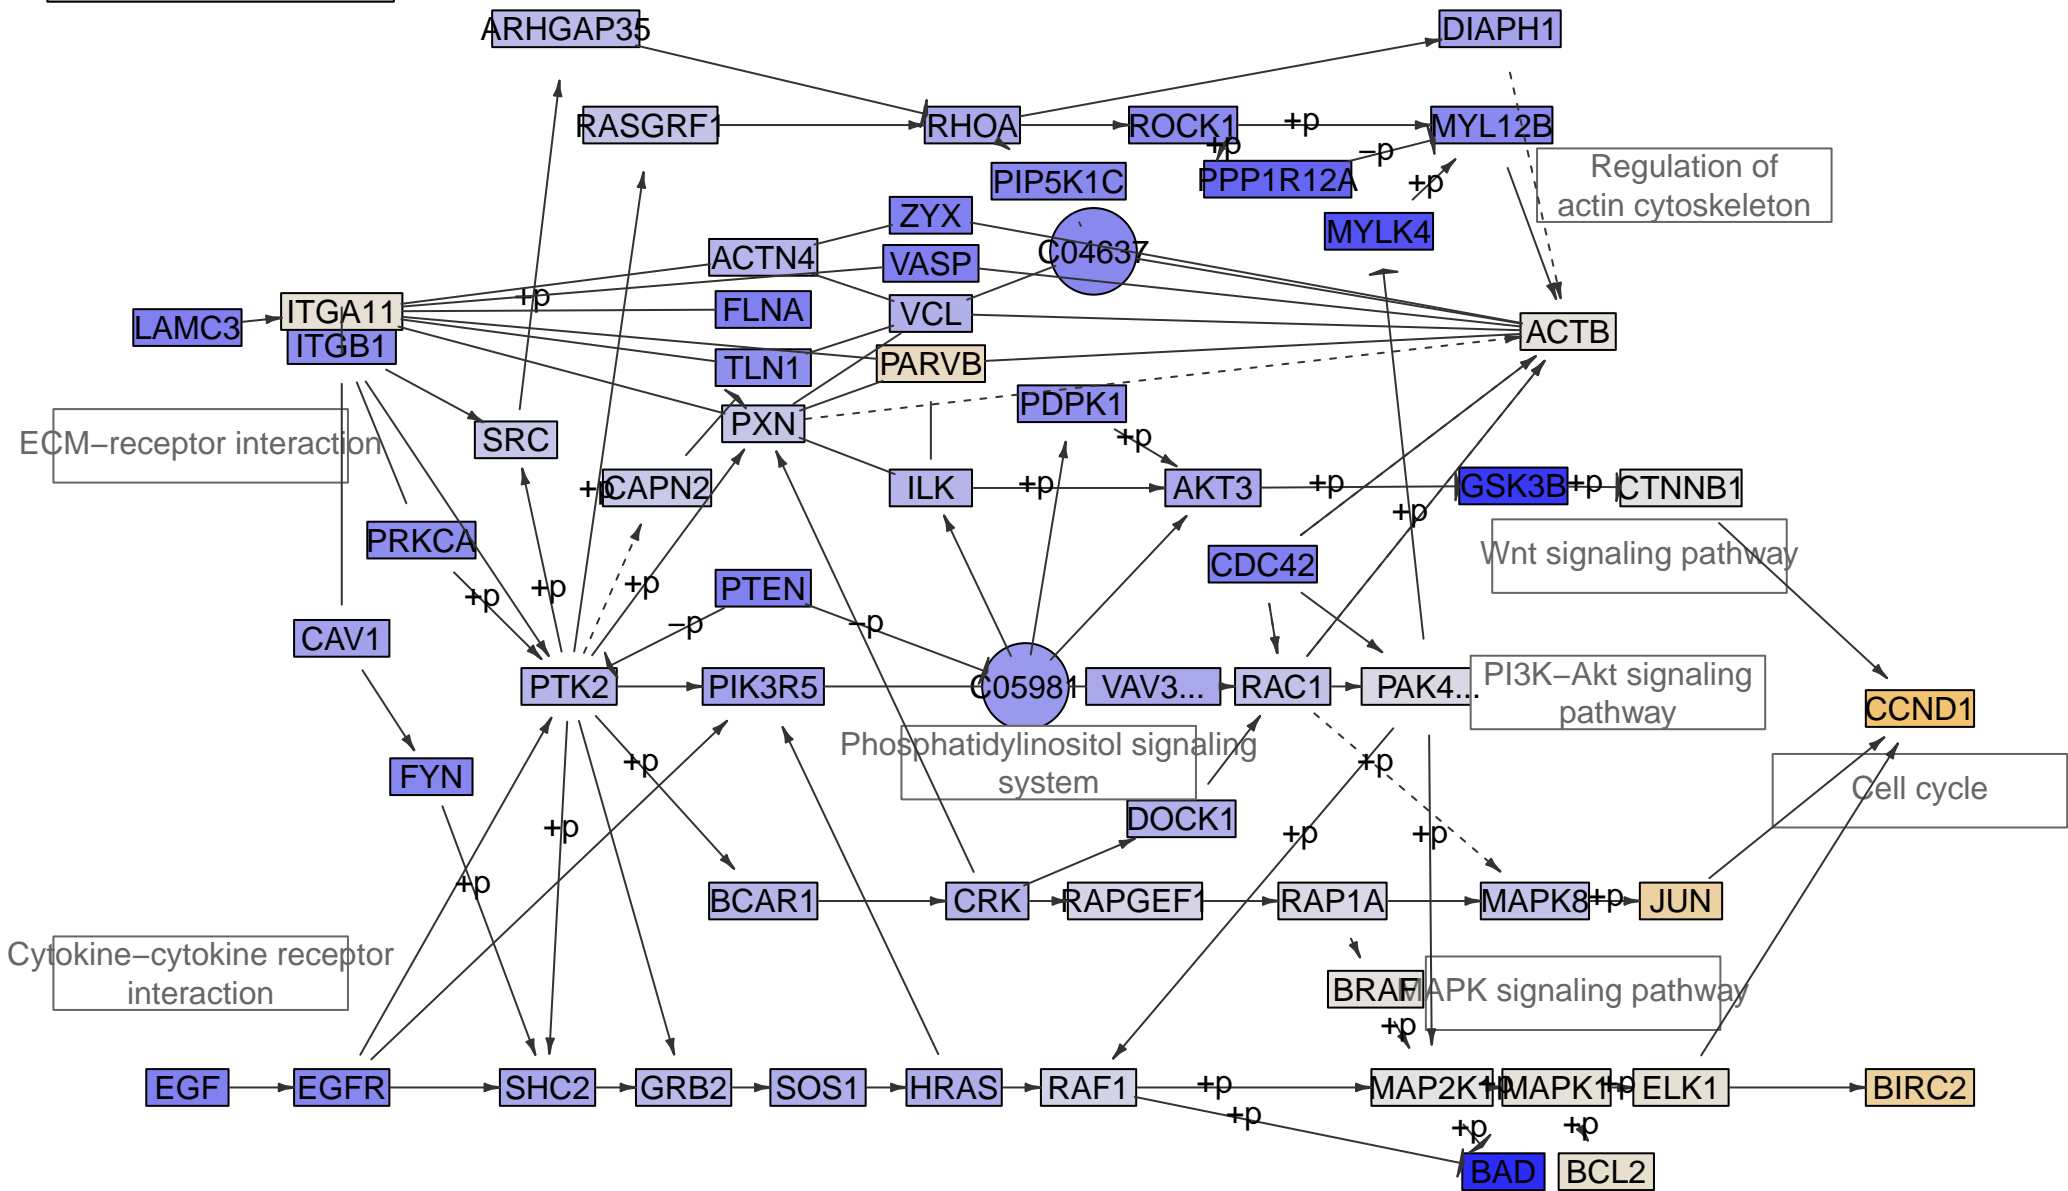 ARHGAP35
DIAPH1
RASGRF1
RHOA
ROCK1
+p
MYL12B
+p
−p
Regulation of
actin cytoskeleton
PIP5K1C
PPP1R12A
+p
ZYX
MYLK4
ACTN4
VASP
C04637
+p
ITGA11
FLNA
VCL
LAMC3
ACTB
ITGB1
TLN1
PARVB
PDPK1
PXN
+p
ECM−receptor interaction
SRC
+p
CAPN2
ILK
+p
AKT3
+p
GSK3B
+p
CTNNB1
+p
PRKCA
Wnt signaling pathway
CDC42
+p
+p
+p
PTEN
−p
−p
CAV1
PTK2
PIK3R5
C05981
VAV3...
RAC1
PAK4...
PI3K−Akt signaling
pathway
CCND1
Phosphatidylinositol signaling
system
+p
+p
FYN
Cell cycle
+p
DOCK1
+p
+p
+p
BCAR1
CRK
RAPGEF1
RAP1A
MAPK8
+p
JUN
Cytokine−cytokine receptor
interaction
BRAF
MAPK signaling pathway
+p
EGF
EGFR
SHC2
GRB2
SOS1
HRAS
RAF1
+p
MAP2K1
+p
MAPK1
+p
ELK1
BIRC2
+p
+p
+p
BAD
BCL2